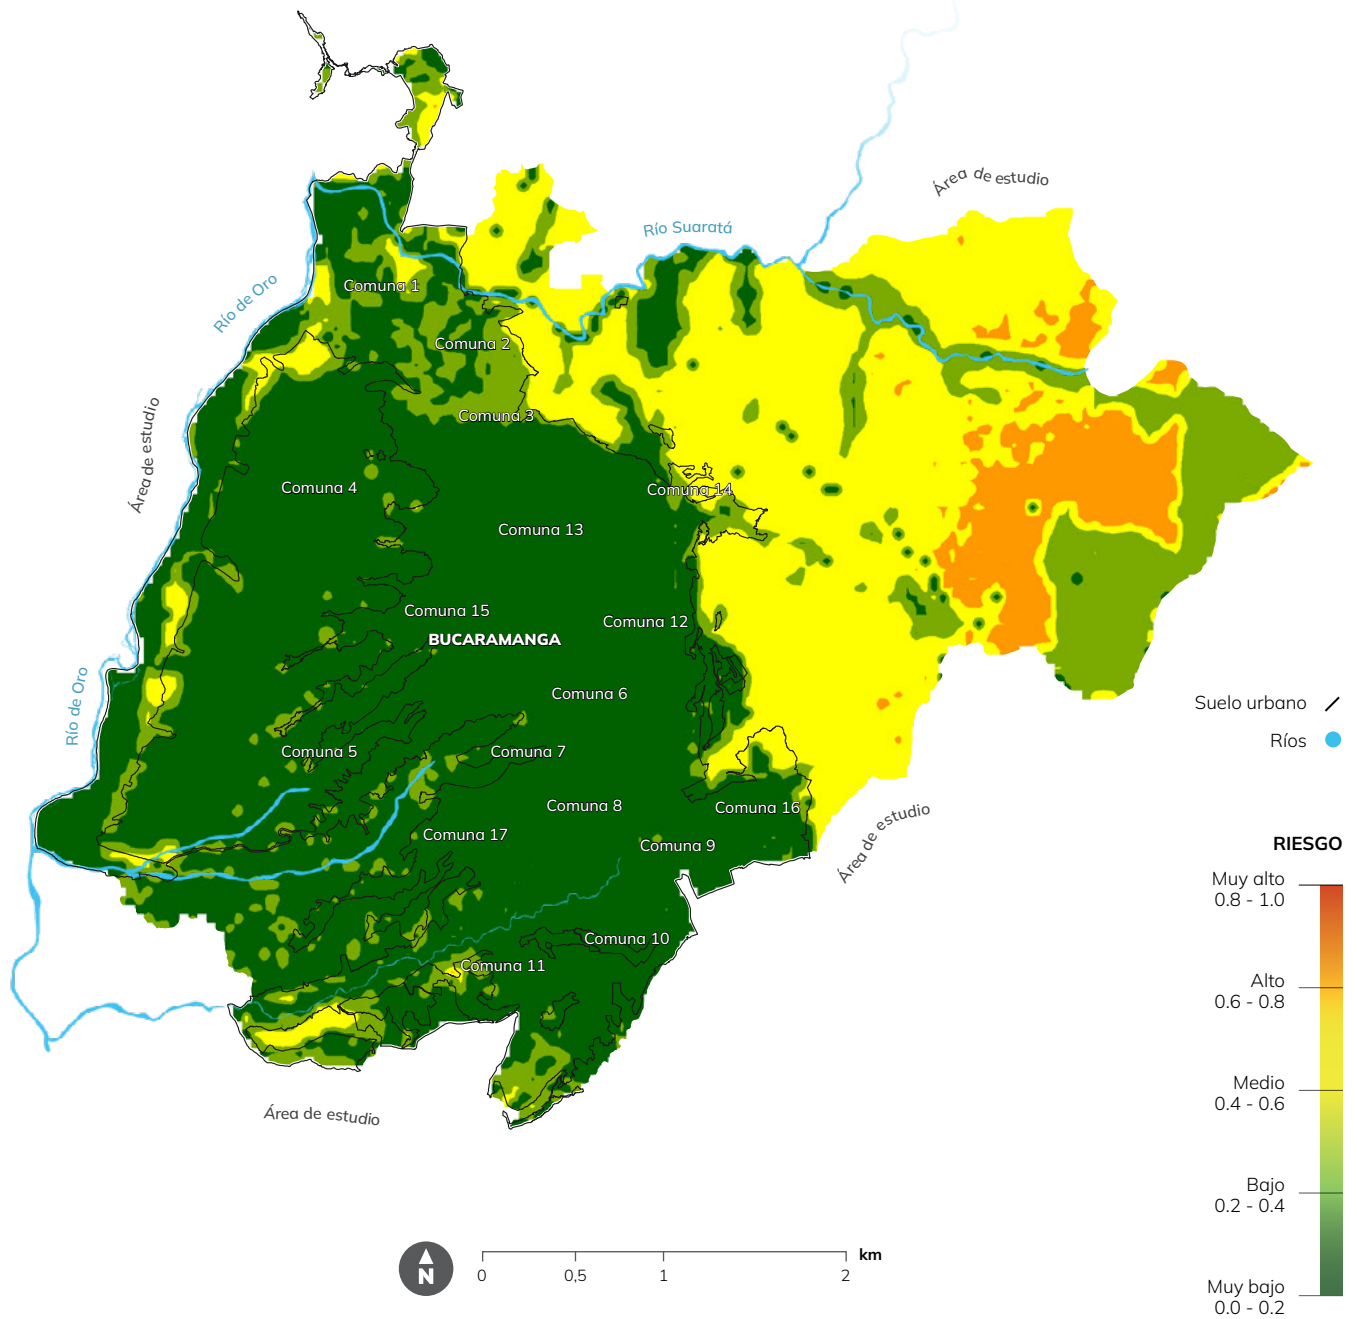 Área de estudio
Río Suaratá
Río de Oro
Comuna 1
Comuna 2
Comuna 3
Área de estudio
Comuna 4
Comuna 14
Comuna 13
Comuna 15
Comuna 12
BUCARAMANGA
Comuna 6
Río de Oro
Comuna 5
Comuna 7
Comuna 8
Comuna 16
Comuna 17
Comuna 9
Área de estudio
Comuna 10
Comuna 11
Área de estudio
Suelo urbano
Ríos
RIESGO
Muy alto
0.8 - 1.0
Alto
0.6 - 0.8
Medio
0.4 - 0.6
Bajo
0.2 - 0.4
Muy bajo
0.0 - 0.2
N
km
0 0,5 1 2